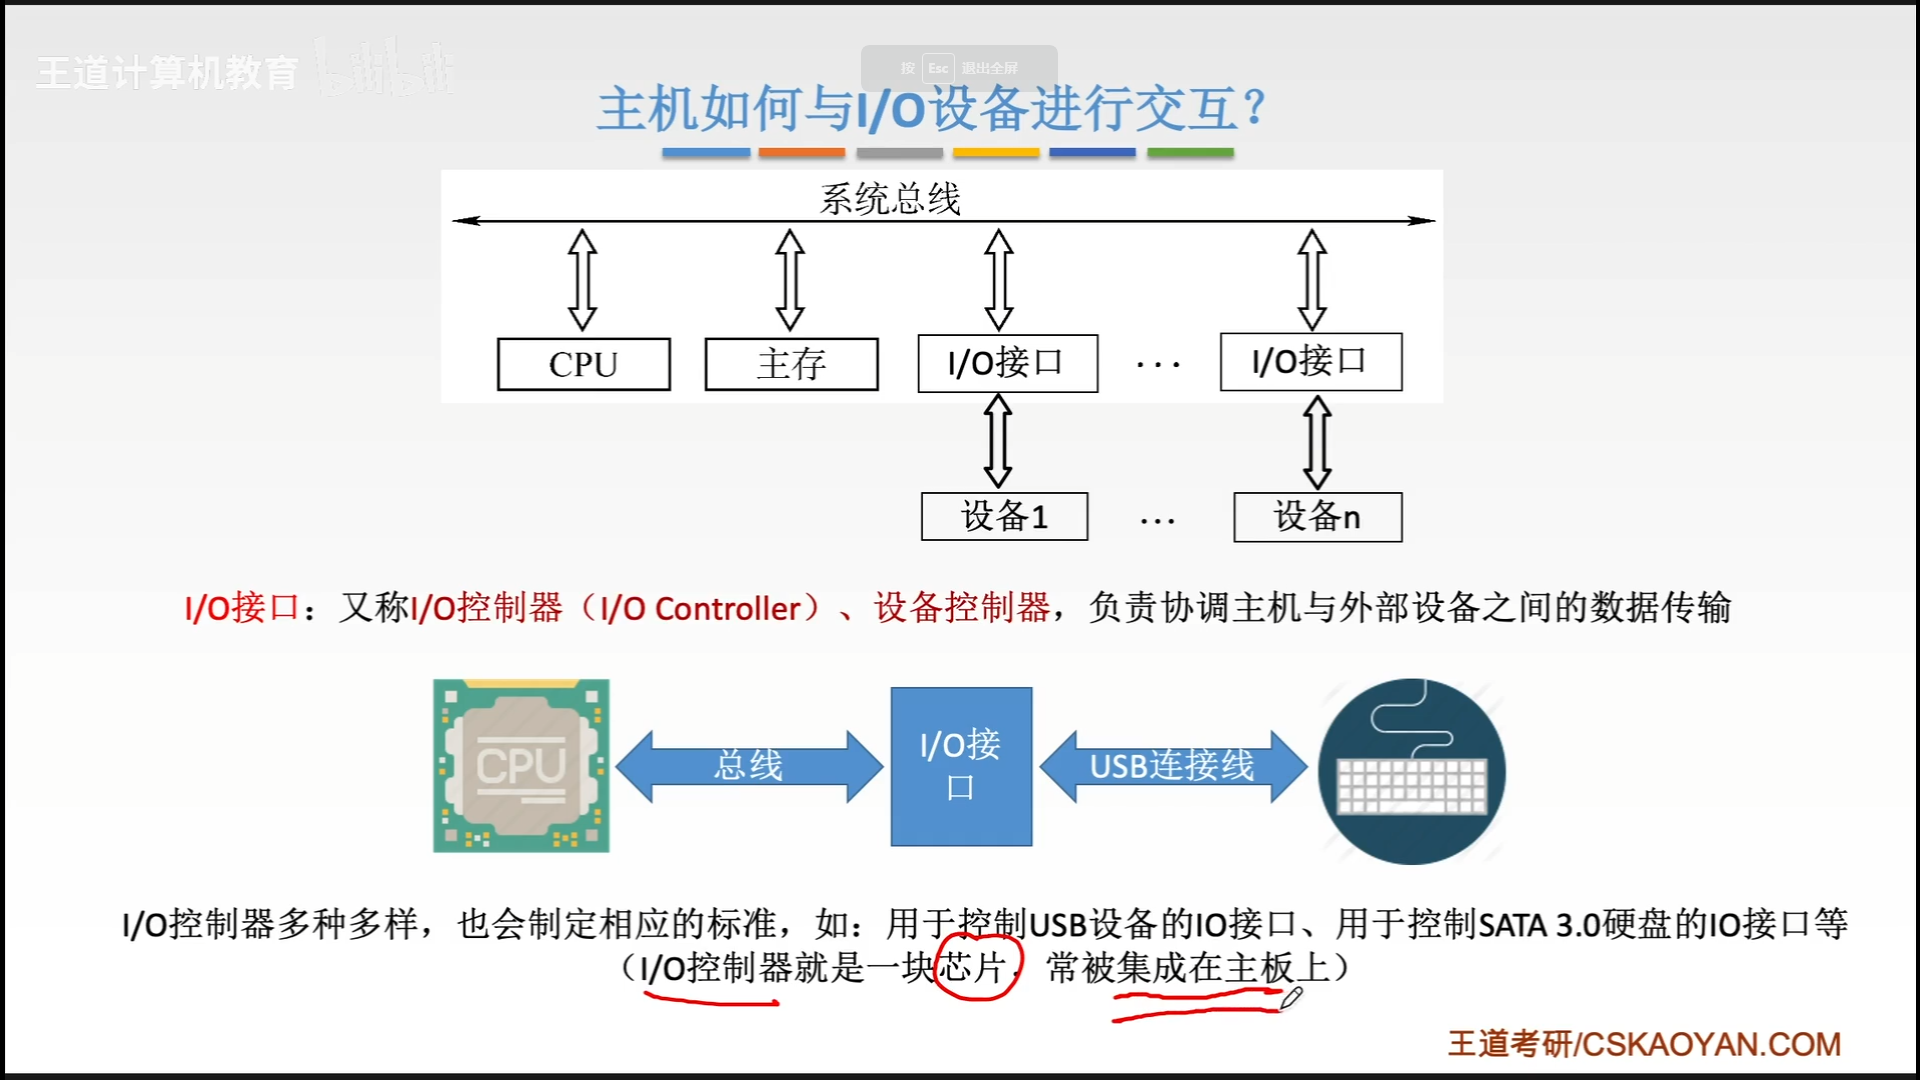 王道计算机教育 bilibili
按 Esc 退出全屏
主机如何与I/O设备进行交互?
系统总线
CPU 主存 I/O接口 ... I/O接口
设备1 ... 设备n
I/O接口：又称I/O控制器（I/O Controller）、设备控制器，负责协调主机与外部设备之间的数据传输
CPU 总线 I/O接口 USB连接线
I/O控制器多种多样，也会制定相应的标准，如：用于控制USB设备的IO接口、用于控制SATA 3.0硬盘的IO接口等
（I/O控制器就是一块芯片，常被集成在主板上）
王道考研/CSKAOYAN.COM